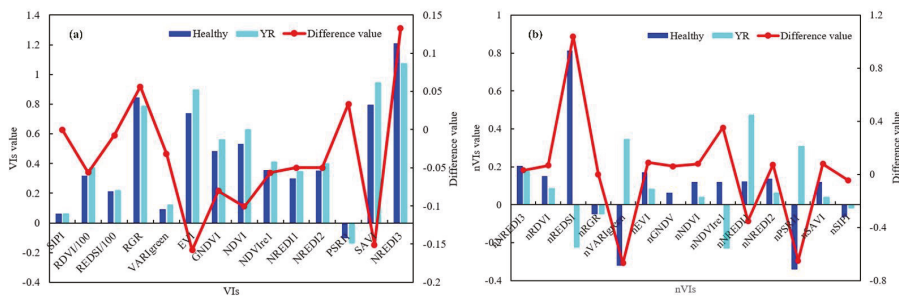 (a)
Healthy
YR
Difference value
VIs value
1.4
1.2
1
0.8
0.6
0.4
0.2
0
-0.2
-0.4
0.15
0.1
0.05
0
-0.05
-0.1
-0.15
-0.2
Difference value
SIPI
RDVI/100
REDSI/100
RGR
VARIgreen
EVI
GNDVI
NDVI
NDVIre1
NREDI1
NREDI2
PSRI
SAVI
NREDI3
VIs
(b)
Healthy
YR
Difference value
nVIs value
1
0.8
0.6
0.4
0.2
0
-0.2
-0.4
1.2
0.8
0.4
0
-0.4
-0.8
Difference value
nNREDI3
nRDVI
nREDSI
nRGR
nVARIgreen
nEVI
nGNDV
nNDVI
nNDVIre1
nNREDI1
nNREDI2
nPSRI
nSAVI
nSIPI
nVIs